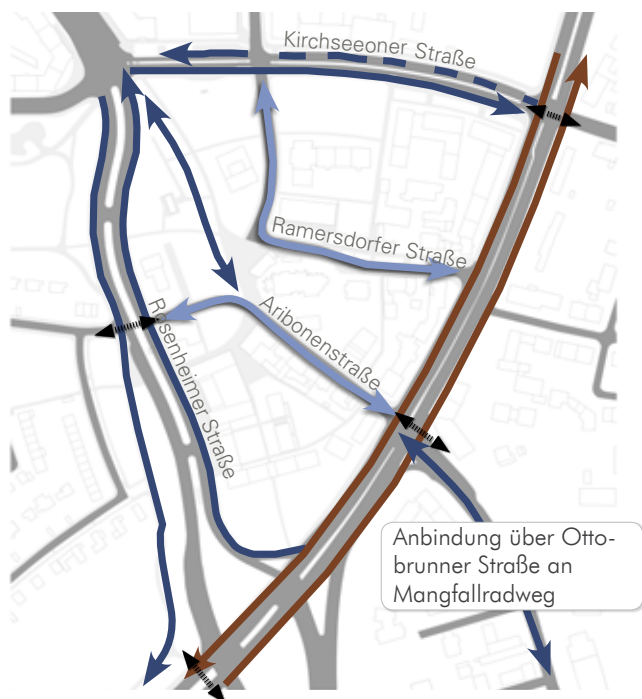 Kirchseeoner Straße
Ramersdorfer Straße
Aribonenstraße
Rosenheimer Straße
Anbindung über Otto-
brunner Straße an
Mangfallradweg